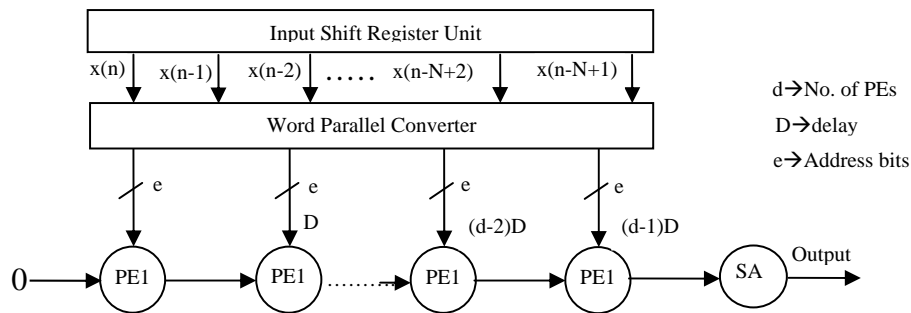 Input Shift Register Unit
x(n) x(n-1) x(n-2) ..... x(n-N+2) x(n-N+1)
d→No. of PEs
Word Parallel Converter
D→delay
e→Address bits
e e e e
D (d-2)D (d-1)D
0 PE1 PE1 ......... PE1 PE1 SA Output